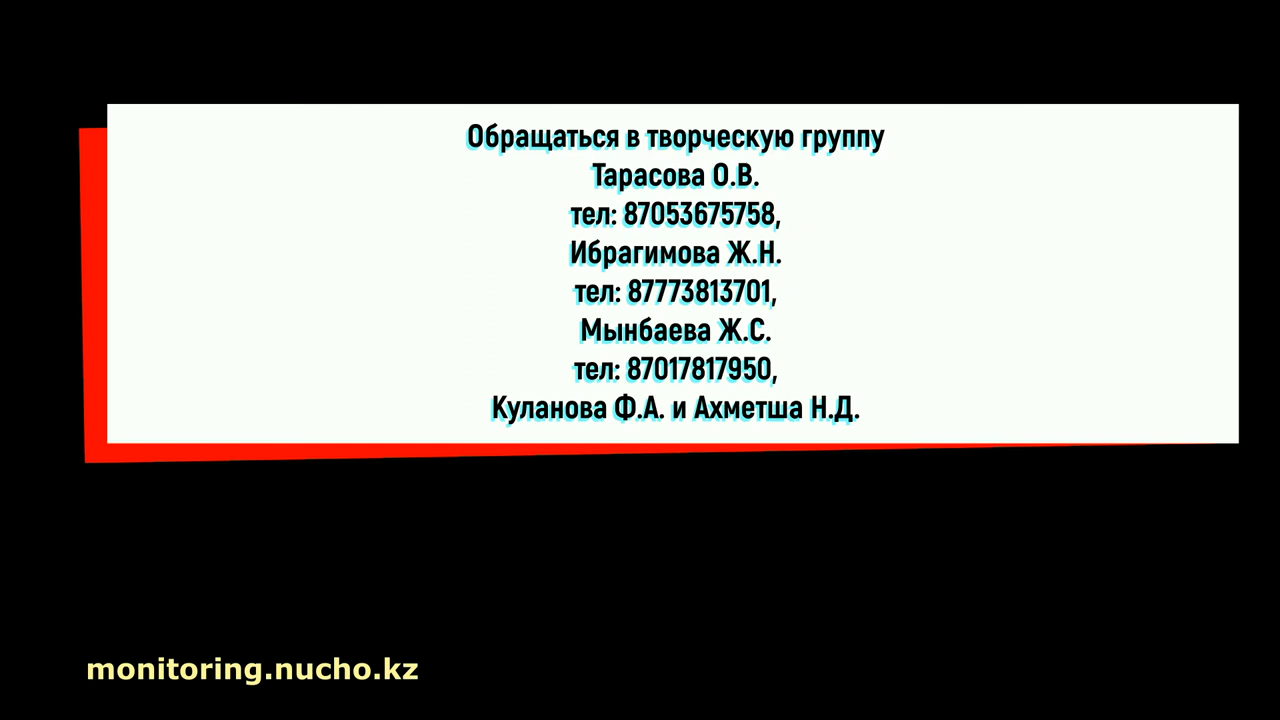 Обращаться в творческую группу
Тарасова О.В.
тел: 87053675758,
Ибрагимова Ж.Н.
тел: 87773813701,
Мынбаева Ж.С.
тел: 87017817950,
Куланова Ф.А. и Ахметша Н.Д.
monitoring.nucho.kz